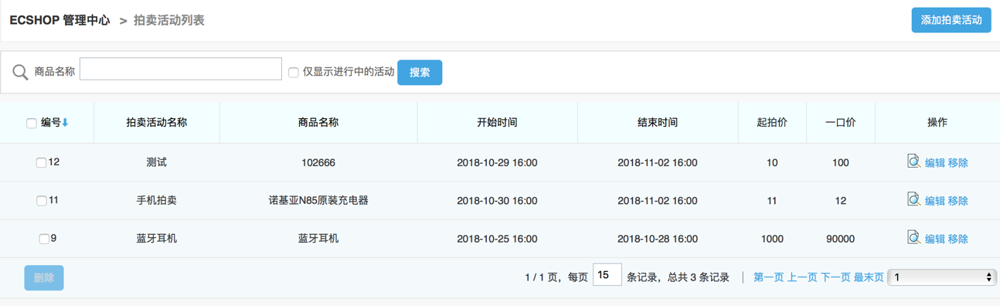 ECSHOP 管理中心 > 拍卖活动列表 添加拍卖活动
商品名称 仅显示进行中的活动 搜索
编号 拍卖活动名称 商品名称 开始时间 结束时间 起拍价 一口价 操作
12 测试 102666 2018-10-29 16:00 2018-11-02 16:00 10 100 编辑 移除
11 手机拍卖 诺基亚N85原装充电器 2018-10-30 16:00 2018-11-02 16:00 11 12 编辑 移除
9 蓝牙耳机 蓝牙耳机 2018-10-25 16:00 2018-10-28 16:00 1000 90000 编辑 移除
删除 1 / 1 页，每页 15 条记录，总共 3 条记录 | 第一页 上一页 下一页 最末页 1